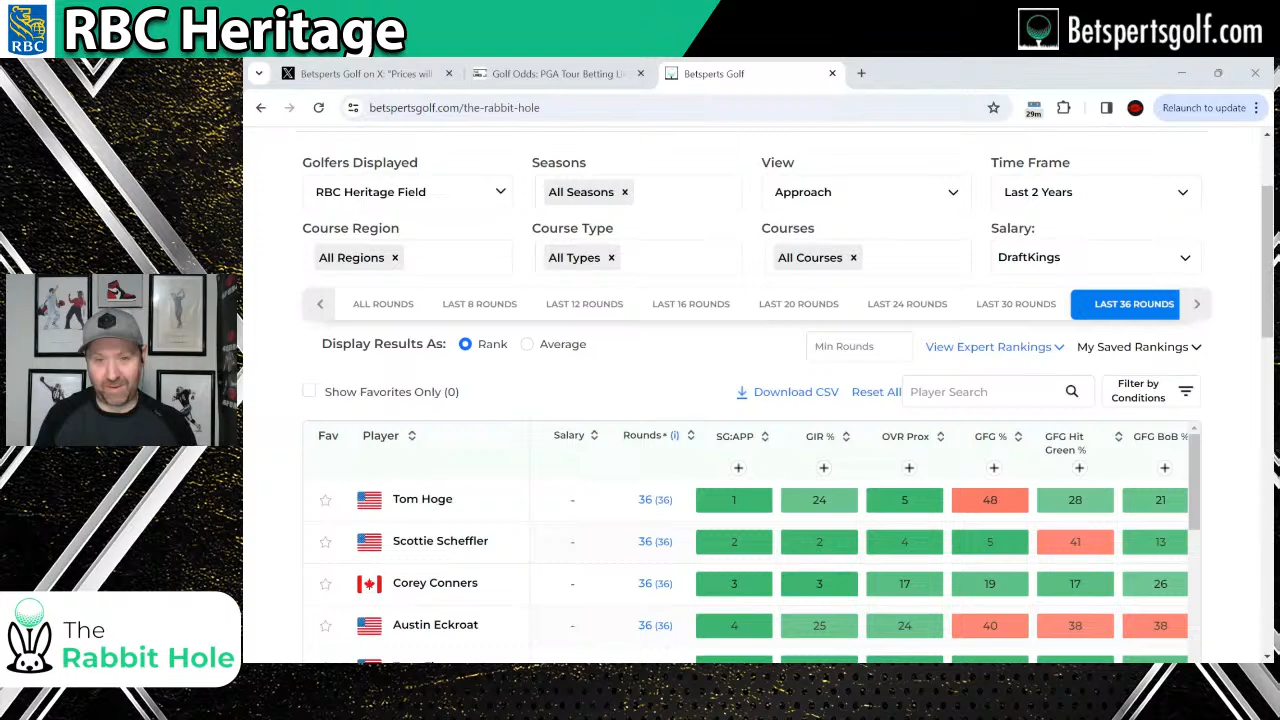 RBC
RBC Heritage
Betspertsgolf.com
Betsperts Golf on X: "Prices will
Golf Odds: PGA Tour Betting Li
Betsperts Golf
betspertsgolf.com/the-rabbit-hole
29m
Relaunch to update
Golfers Displayed
Seasons
View
Time Frame
RBC Heritage Field
All Seasons ×
Approach
Last 2 Years
Course Region
Course Type
Courses
Salary:
All Regions ×
All Types ×
All Courses ×
DraftKings
ALL ROUNDS
LAST 8 ROUNDS
LAST 12 ROUNDS
LAST 16 ROUNDS
LAST 20 ROUNDS
LAST 24 ROUNDS
LAST 30 ROUNDS
LAST 36 ROUNDS
Display Results As:
Rank
Average
Min Rounds
View Expert Rankings
My Saved Rankings
Show Favorites Only (0)
Download CSV
Reset All
Player Search
Filter by
Conditions
Fav Player Salary Rounds (i) SG:APP GIR % OVR Prox GFG % GFG Hit Green % GFG BoB %
+ + + + + +
Tom Hoge - 36 (36) 1 24 5 48 28 21
Scottie Scheffler - 36 (36) 2 2 4 5 41 13
Corey Conners - 36 (36) 3 3 17 19 17 26
Austin Eckroat - 36 (36) 4 25 24 40 38 38
The
Rabbit Hole